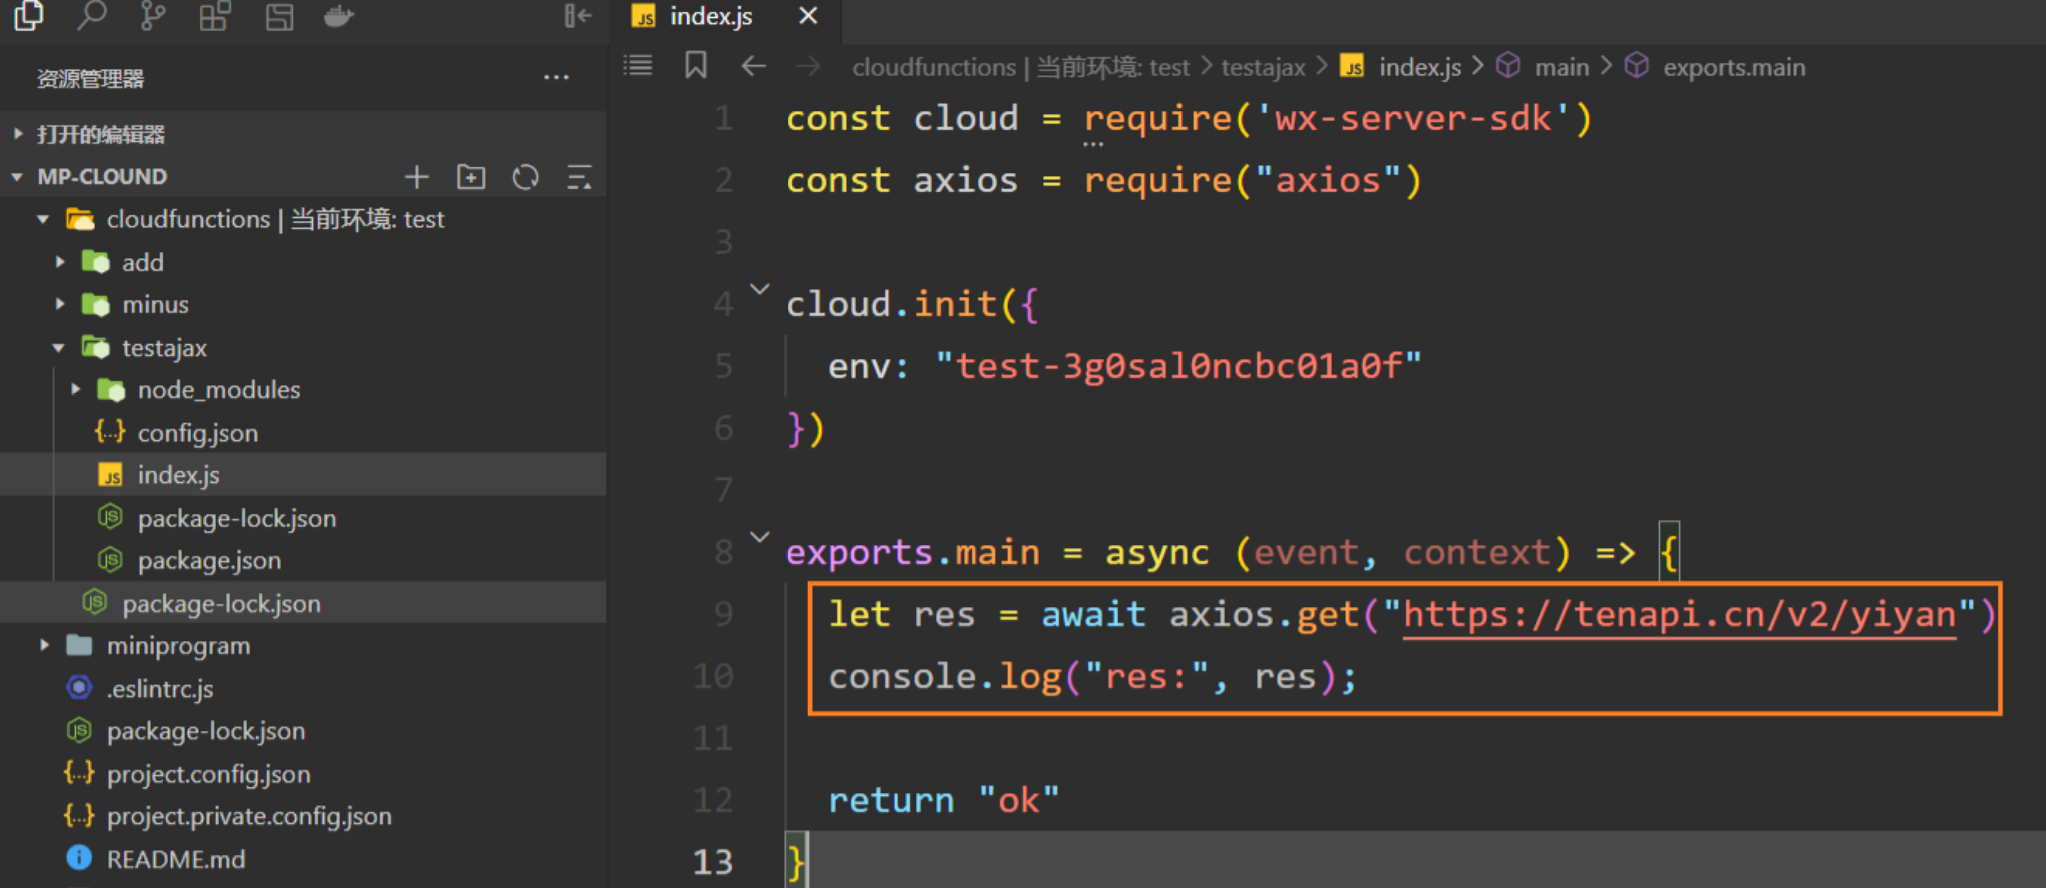 index.js
资源管理器
cloudfunctions | 当前环境: test > testajax > index.js > main > exports.main
打开的编辑器
MP-CLOUND
cloudfunctions | 当前环境: test
add
minus
testajax
node_modules
config.json
index.js
package-lock.json
package.json
package-lock.json
miniprogram
.eslintrc.js
package-lock.json
project.config.json
project.private.config.json
README.md
1 const cloud = require('wx-server-sdk')
2 const axios = require("axios")
3
4 cloud.init({
5 env: "test-3g0sal0ncbc01a0f"
6 })
7
8 exports.main = async (event, context) => {
9 let res = await axios.get("https://tenapi.cn/v2/yiyan")
10 console.log("res:", res);
11
12 return "ok"
13 }